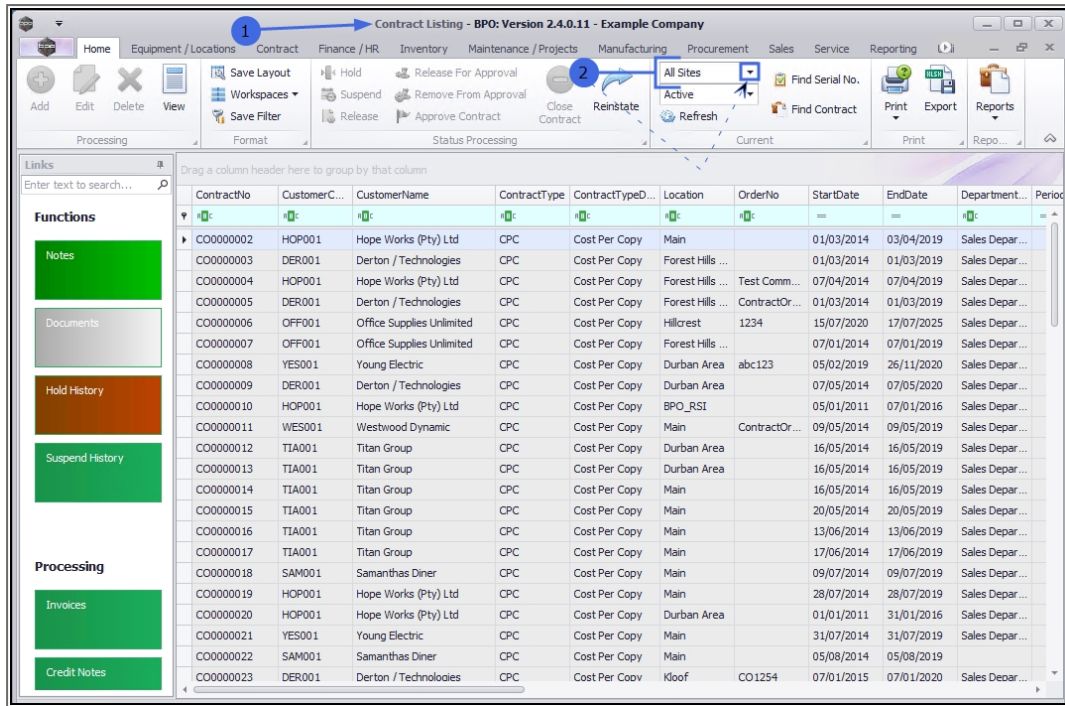 1
Contract Listing - BPO: Version 2.4.0.11 - Example Company
Home Equipment / Locations Contract Finance / HR Inventory Maintenance / Projects Manufacturing Procurement Sales Service Reporting
Add Edit Delete View
Save Layout
Workspaces
Save Filter
Hold
Suspend
Release
Release For Approval
Remove From Approval
Approve Contract
Close Contract
Reinstate
2
All Sites
Active
Refresh
Find Serial No.
Find Contract
Print Export Reports
Processing Format Status Processing Current Print Repo...
Links
Enter text to search...
Functions
Notes
Documents
Hold History
Suspend History
Processing
Invoices
Credit Notes
Drag a column header here to group by that column
ContractNo CustomerC... CustomerName ContractType ContractTypeD... Location OrderNo StartDate EndDate Department... Period
CO0000002 HOP001 Hope Works (Pty) Ltd CPC Cost Per Copy Main 01/03/2014 03/04/2019 Sales Depar...
CO0000003 DER001 Derton / Technologies CPC Cost Per Copy Forest Hills ... 01/03/2014 01/03/2019 Sales Depar...
CO0000004 HOP001 Hope Works (Pty) Ltd CPC Cost Per Copy Forest Hills ... Test Comm... 07/04/2014 07/04/2019 Sales Depar...
CO0000005 DER001 Derton / Technologies CPC Cost Per Copy Forest Hills ... ContractOr... 01/03/2014 01/03/2019 Sales Depar...
CO0000006 OFF001 Office Supplies Unlimited CPC Cost Per Copy Hillcrest 1234 15/07/2020 17/07/2025 Sales Depar...
CO0000007 OFF001 Office Supplies Unlimited CPC Cost Per Copy Forest Hills ... 07/01/2014 07/01/2019 Sales Depar...
CO0000008 YES001 Young Electric CPC Cost Per Copy Durban Area abc123 05/02/2019 26/11/2020 Sales Depar...
CO0000009 DER001 Derton / Technologies CPC Cost Per Copy Durban Area 07/05/2014 07/05/2020 Sales Depar...
CO0000010 HOP001 Hope Works (Pty) Ltd CPC Cost Per Copy BPO_RSI 05/01/2011 07/01/2016 Sales Depar...
CO0000011 WES001 Westwood Dynamic CPC Cost Per Copy Main ContractOr... 09/05/2014 09/05/2019 Sales Depar...
CO0000012 TIA001 Titan Group CPC Cost Per Copy Durban Area 16/05/2014 16/05/2019 Sales Depar...
CO0000013 TIA001 Titan Group CPC Cost Per Copy Durban Area 16/05/2014 16/05/2019 Sales Depar...
CO0000014 TIA001 Titan Group CPC Cost Per Copy Main 16/05/2014 16/05/2019 Sales Depar...
CO0000015 TIA001 Titan Group CPC Cost Per Copy Main 20/05/2014 20/05/2019 Sales Depar...
CO0000016 TIA001 Titan Group CPC Cost Per Copy Main 13/06/2014 13/06/2019 Sales Depar...
CO0000017 TIA001 Titan Group CPC Cost Per Copy Main 17/06/2014 17/06/2019 Sales Depar...
CO0000018 SAM001 Samanthas Diner CPC Cost Per Copy Main 09/07/2014 09/07/2019 Sales Depar...
CO0000019 HOP001 Hope Works (Pty) Ltd CPC Cost Per Copy Main 28/07/2014 28/07/2019 Sales Depar...
CO0000020 HOP001 Hope Works (Pty) Ltd CPC Cost Per Copy Durban Area 01/01/2011 31/01/2016 Sales Depar...
CO0000021 YES001 Young Electric CPC Cost Per Copy Main 31/07/2014 31/07/2019 Sales Depar...
CO0000022 SAM001 Samanthas Diner CPC Cost Per Copy Main 05/08/2014 05/08/2019
CO0000023 DER001 Derton / Technologies CPC Cost Per Copy Kloof CO1254 07/01/2015 07/01/2020 Sales Depar...